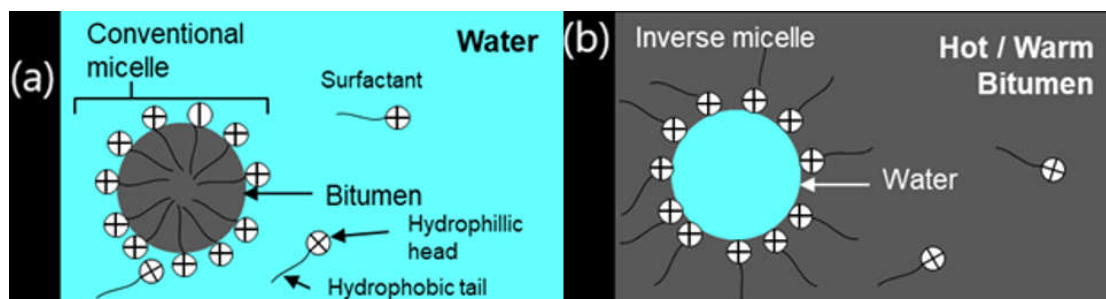 (a)
Conventional
micelle
Water
Surfactant
Bitumen
Hydrophillic
head
Hydrophobic tail
(b)
Inverse micelle
Hot / Warm
Bitumen
Water